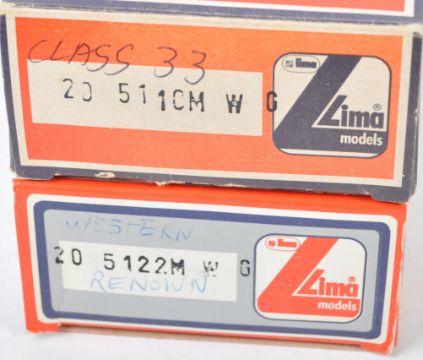 CLASS 33
20 5110M W G
lima
Lima®
models
WESTERN
20 5122M W G
RENOWN
lima
Lima®
models